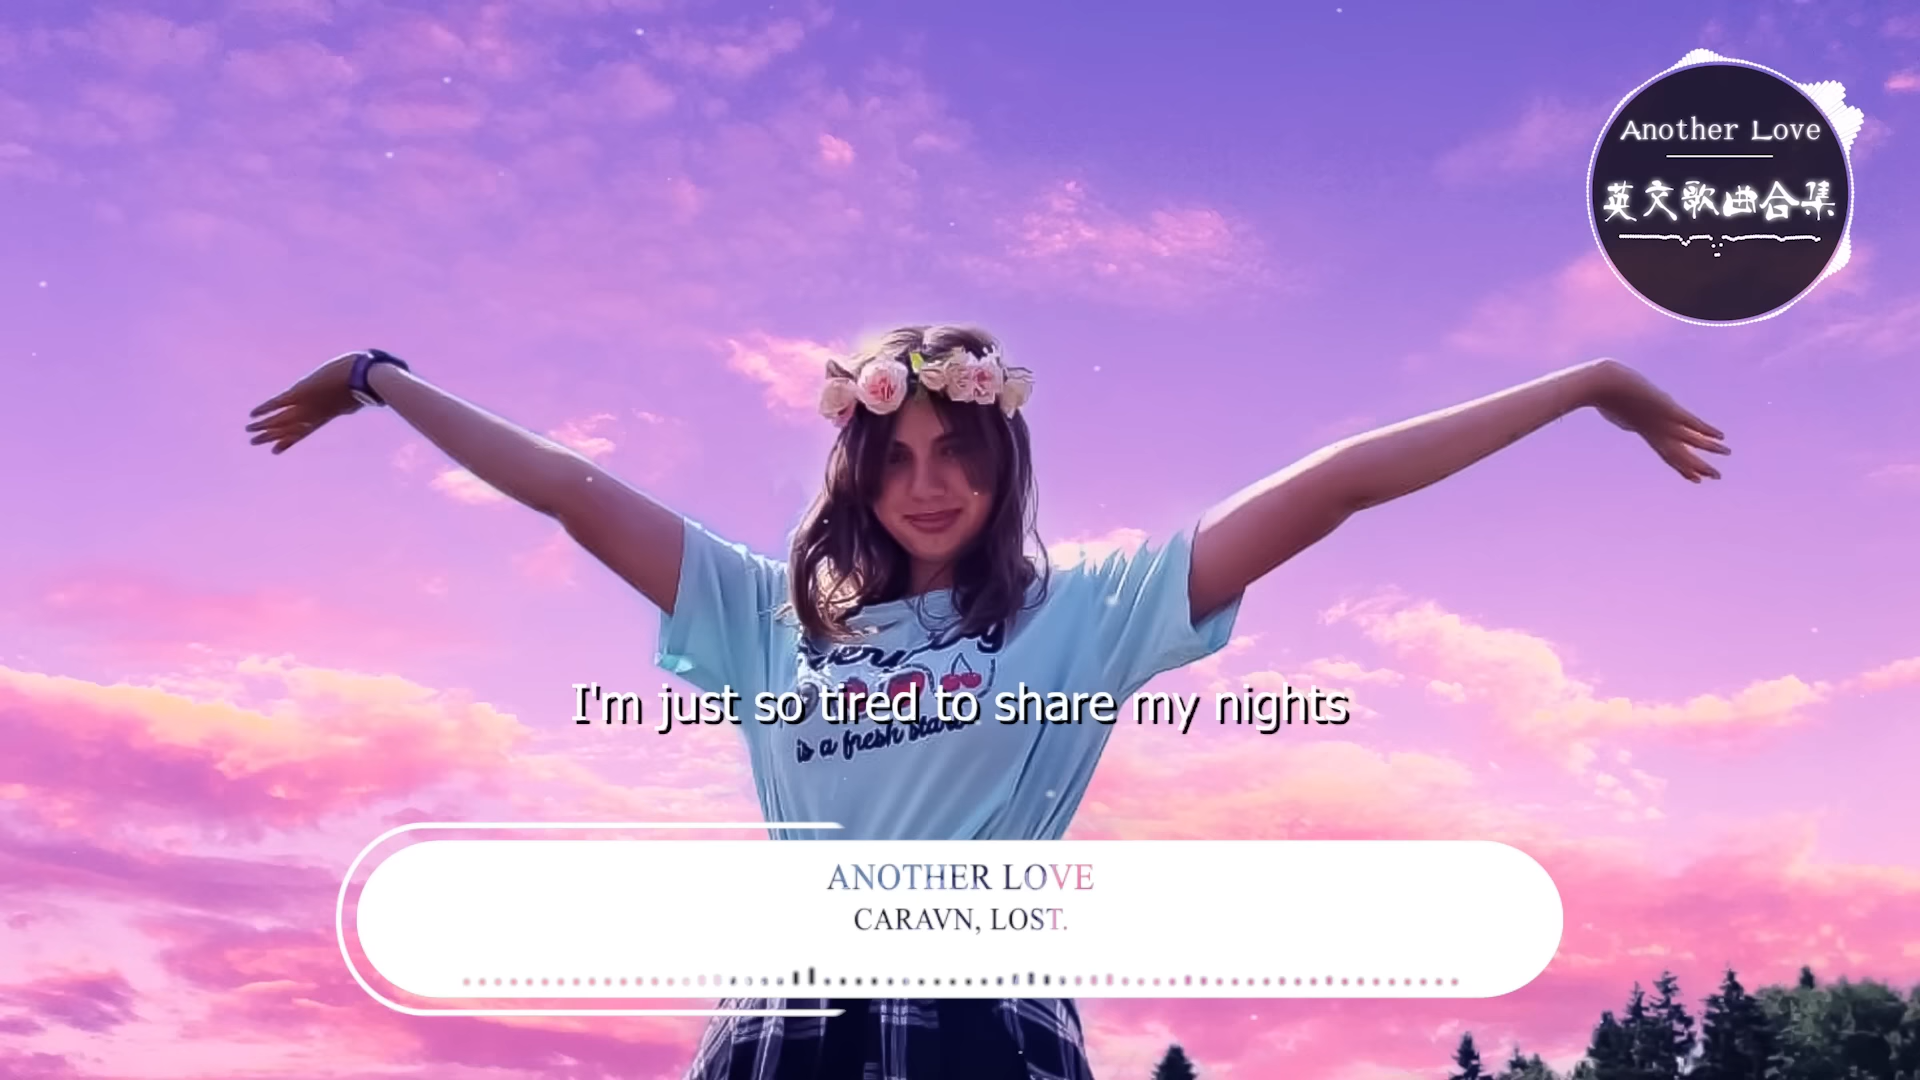 Another Love
英文歌曲合集
I'm just so tired to share my nights
is a fresh start
ANOTHER LOVE
CARAVN, LOST.